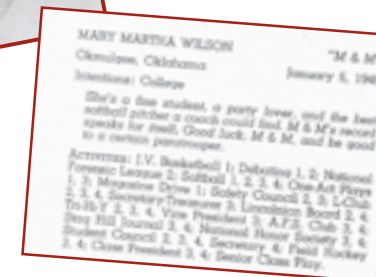 MARY MARTHA WILSON "M & M
Okmulgee, Oklahoma January 6, 194
Intentions: College
She's a fine student, a party lover, and the best
softball pitcher a coach could find. M & M's record
speaks for itself, Good luck, M & M, and be good
to a certain paratrooper.
Activities: J.V. Basketball 1; Debating 1, 2; National
Forensic League 2; Softball 1, 2, 3, 4; One-Act Plays
1, 3; Magazine Drive 1; Safety Council 2, 3; L-Club
2, 3, 4, Secretary-Treasurer 3; Board 2, 4;
Tri-Hi-Y 2, 3, 4, Vice President 3; A.F.S. Club 3, 4;
Stag Hill Journal 3, 4; National Honor Society 3, 4;
Student Council 2, 3, 4, Secretary 4; Field Hockey
3, 4; Class President 3, 4; Senior Class Play.